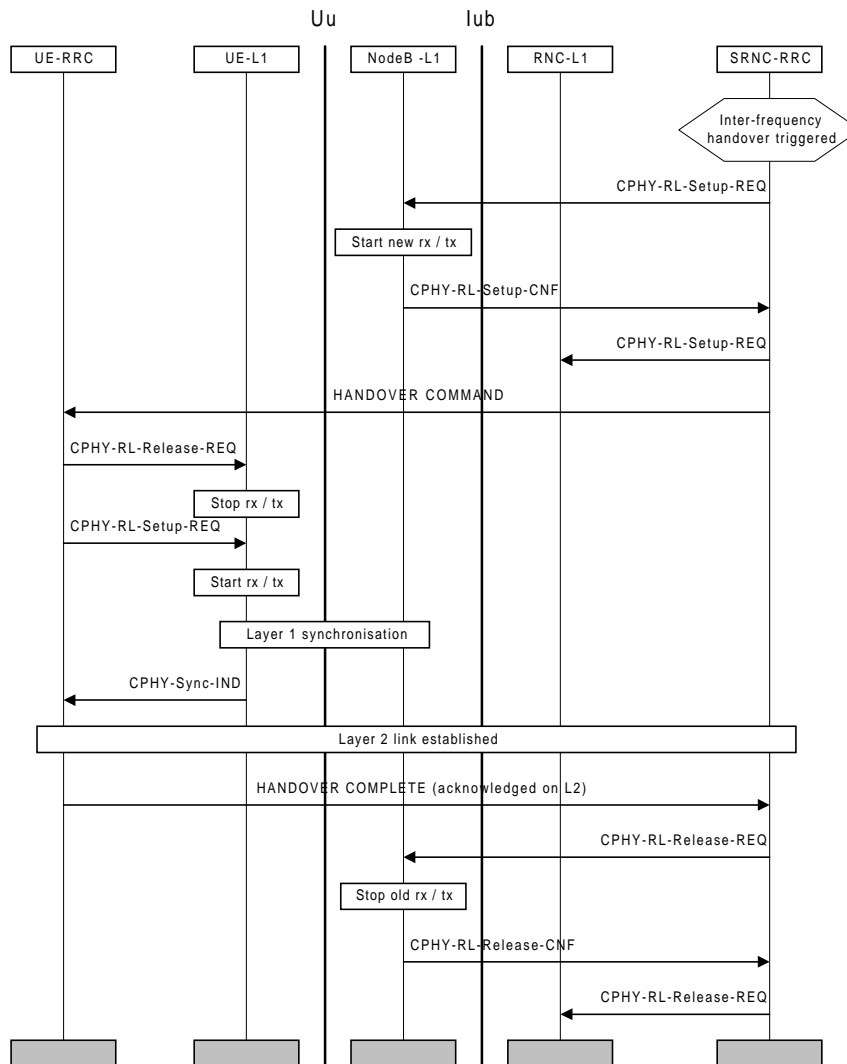 Uu
Iub
UE-RRC
UE-L1
NodeB -L1
RNC-L1
SRNC-RRC
Inter-frequency
handover triggered
CPHY-RL-Setup-REQ
Start new rx / tx
CPHY-RL-Setup-CNF
CPHY-RL-Setup-REQ
HANDOVER COMMAND
CPHY-RL-Release-REQ
Stop rx / tx
CPHY-RL-Setup-REQ
Start rx / tx
Layer 1 synchronisation
CPHY-Sync-IND
Layer 2 link established
HANDOVER COMPLETE (acknowledged on L2)
CPHY-RL-Release-REQ
Stop old rx / tx
CPHY-RL-Release-CNF
CPHY-RL-Release-REQ